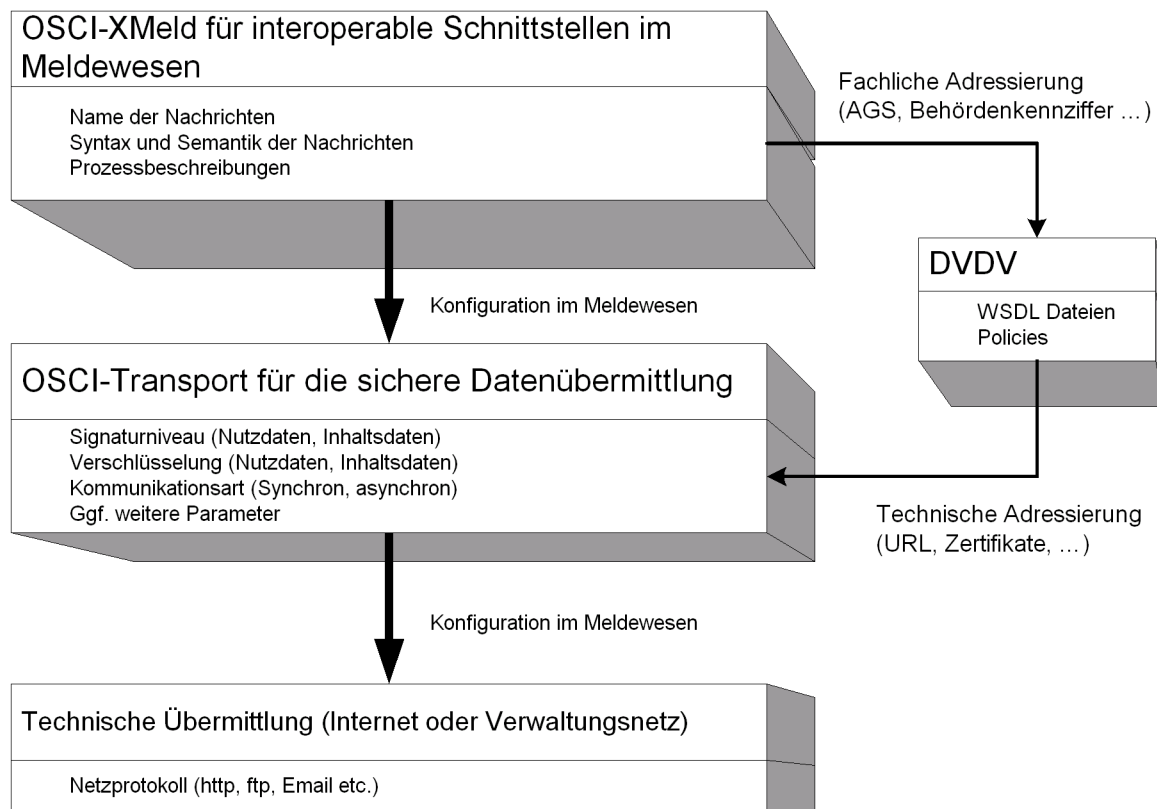 OSCI-XMeld für interoperable Schnittstellen im
Meldewesen
Name der Nachrichten
Syntax und Semantik der Nachrichten
Prozessbeschreibungen
Fachliche Adressierung
(AGS, Behördenkennziffer ...)
DVDV
WSDL Dateien
Policies
Konfiguration im Meldewesen
OSCI-Transport für die sichere Datenübermittlung
Signaturniveau (Nutzdaten, Inhaltsdaten)
Verschlüsselung (Nutzdaten, Inhaltsdaten)
Kommunikationsart (Synchron, asynchron)
Ggf. weitere Parameter
Technische Adressierung
(URL, Zertifikate, ...)
Konfiguration im Meldewesen
Technische Übermittlung (Internet oder Verwaltungsnetz)
Netzprotokoll (http, ftp, Email etc.)